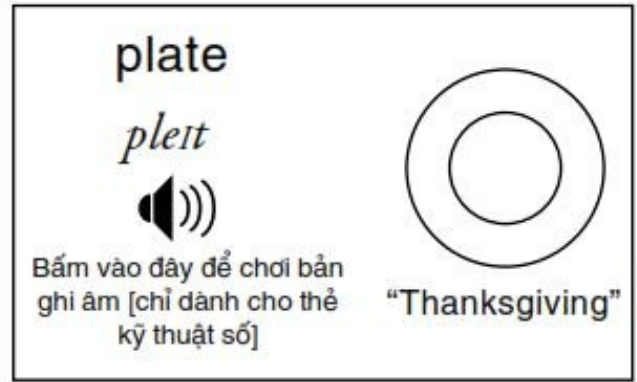 plate
pleɪt
Bấm vào đây để chơi bản
ghi âm [chỉ dành cho thẻ
kỹ thuật số]
“Thanksgiving”